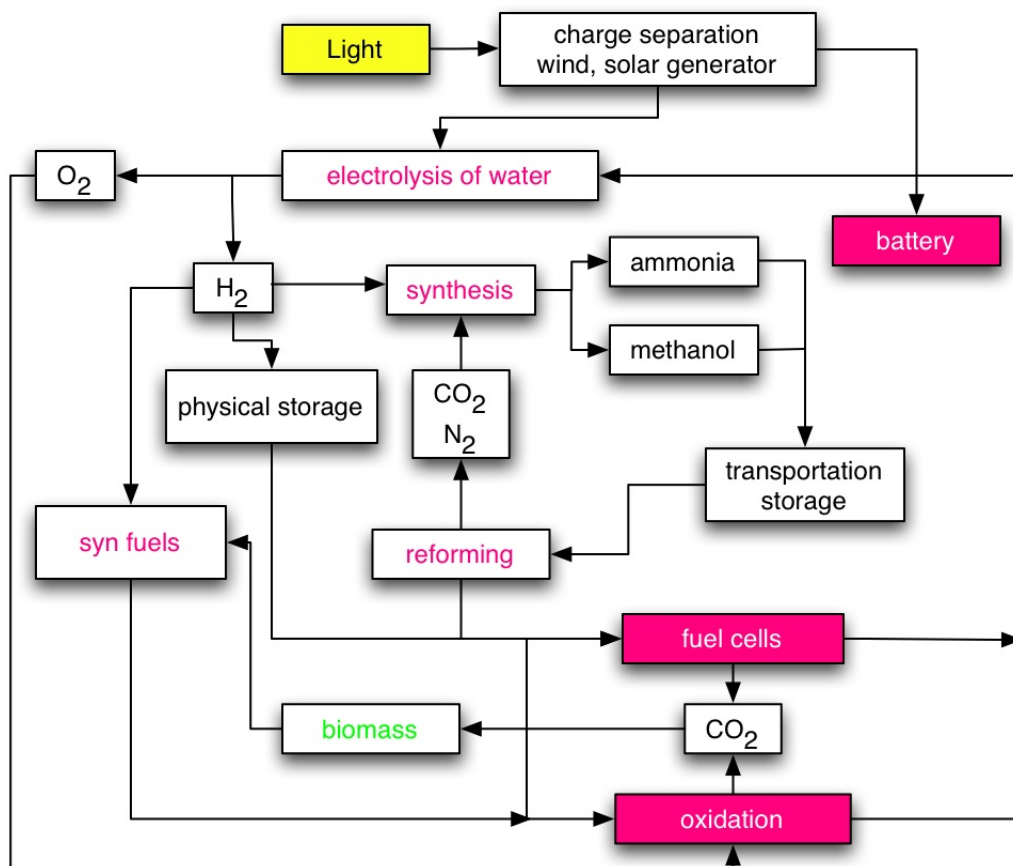 Light
charge separation
wind, solar generator
O2
electrolysis of water
battery
H2
synthesis
ammonia
methanol
physical storage
CO2
N2
transportation
storage
syn fuels
reforming
fuel cells
biomass
CO2
oxidation